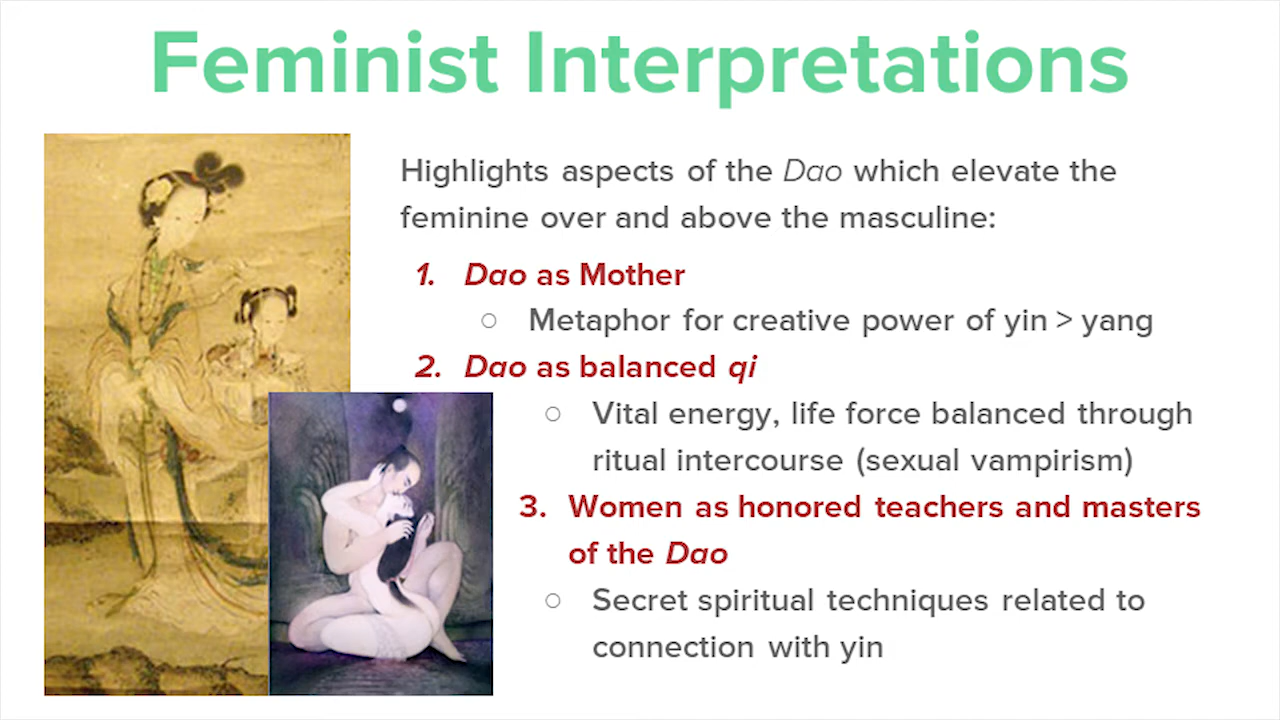 Feminist Interpretations
Highlights aspects of the Dao which elevate the
feminine over and above the masculine:
1. Dao as Mother
○ Metaphor for creative power of yin > yang
2. Dao as balanced qi
○ Vital energy, life force balanced through
ritual intercourse (sexual vampirism)
3. Women as honored teachers and masters
of the Dao
○ Secret spiritual techniques related to
connection with yin